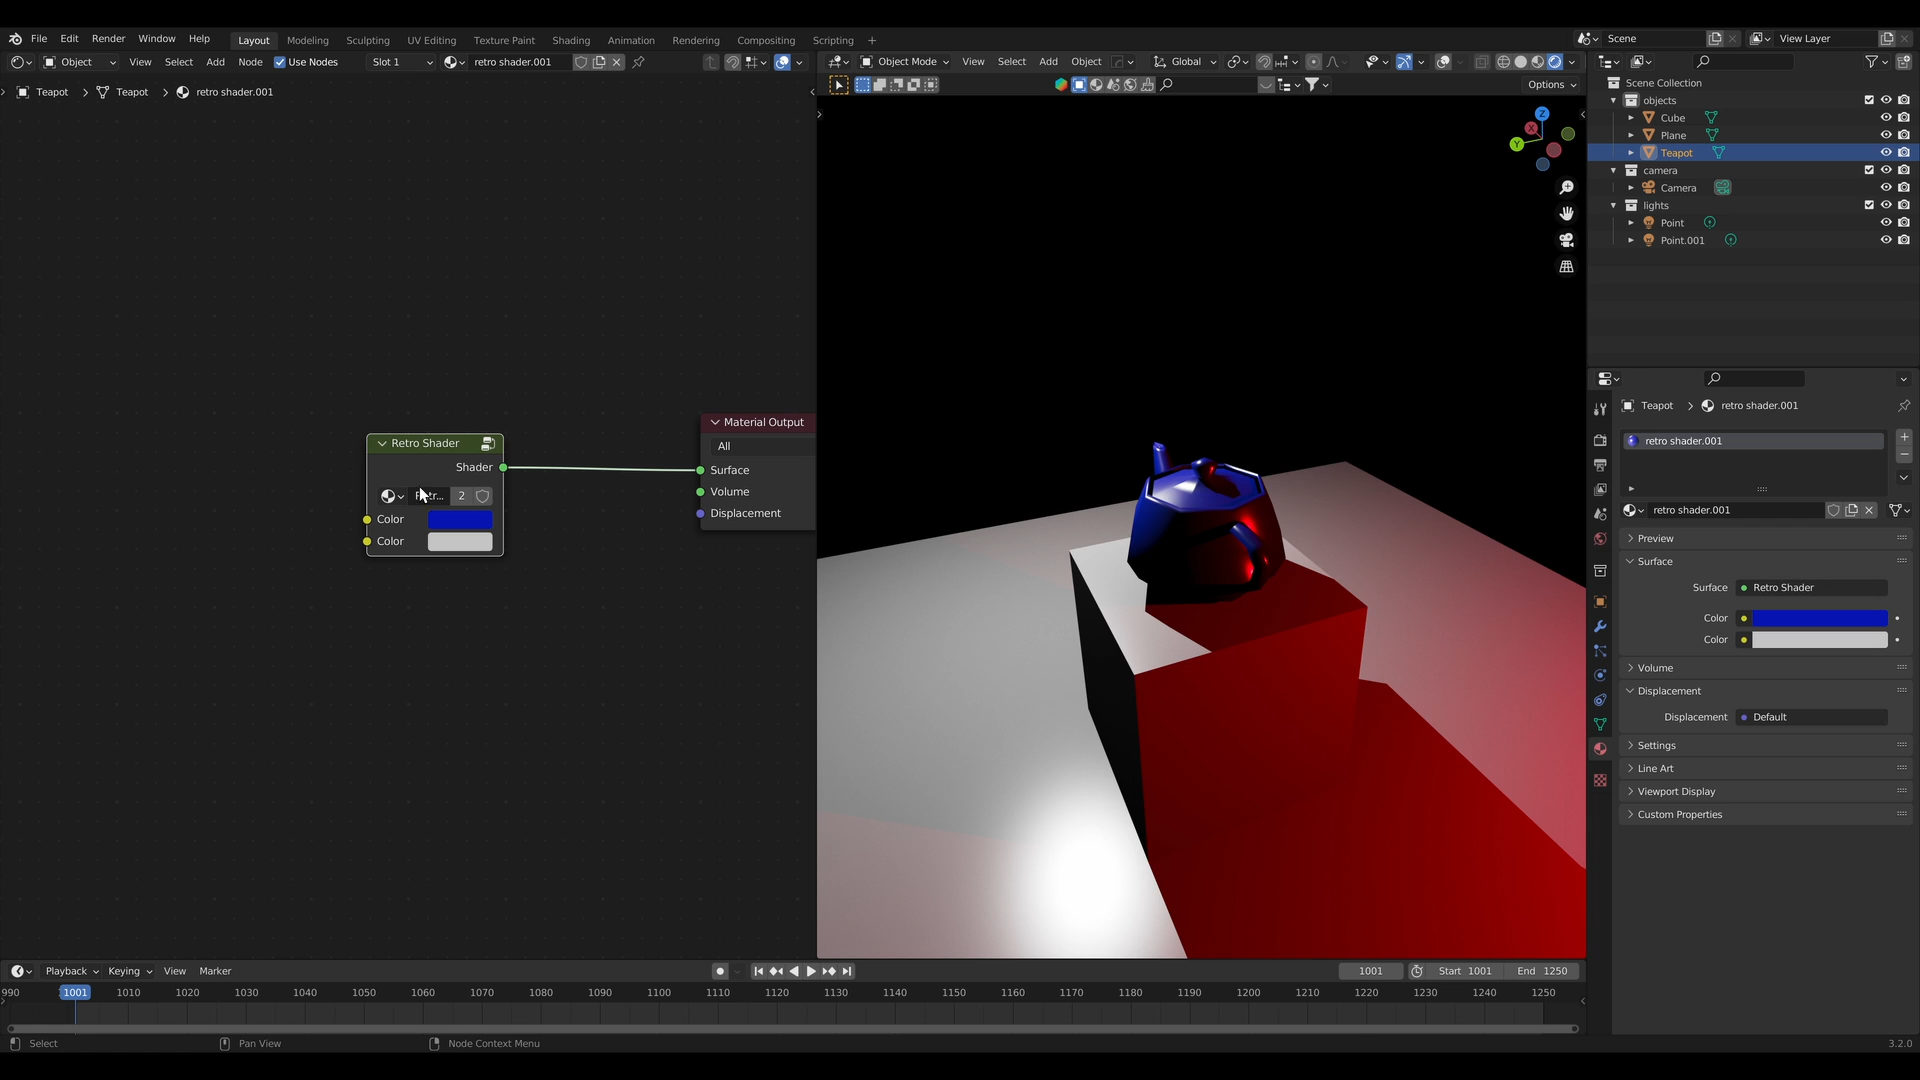 File Edit Render Window Help Layout Modeling Sculpting UV Editing Texture Paint Shading Animation Rendering Compositing Scripting + Scene View Layer
Object View Select Add Node Use Nodes Slot 1 retro shader.001 Object Mode View Select Add Object Global
Options
Teapot > Teapot > retro shader.001
Scene Collection
objects
Cube
Plane
Teapot
camera
Camera
lights
Point
Point.001
Z
X
Y
Retro Shader
Shader
2
Color
Color
Material Output
All
Surface
Volume
Displacement
Teapot > retro shader.001
retro shader.001
retro shader.001
Preview
Surface
Surface Retro Shader
Color
Color
Volume
Displacement
Displacement Default
Settings
Line Art
Viewport Display
Custom Properties
Playback Keying View Marker 1001 Start 1001 End 1250
990 1001 1010 1020 1030 1040 1050 1060 1070 1080 1090 1100 1110 1120 1130 1140 1150 1160 1170 1180 1190 1200 1210 1220 1230 1240 1250
Select Pan View Node Context Menu 3.2.0